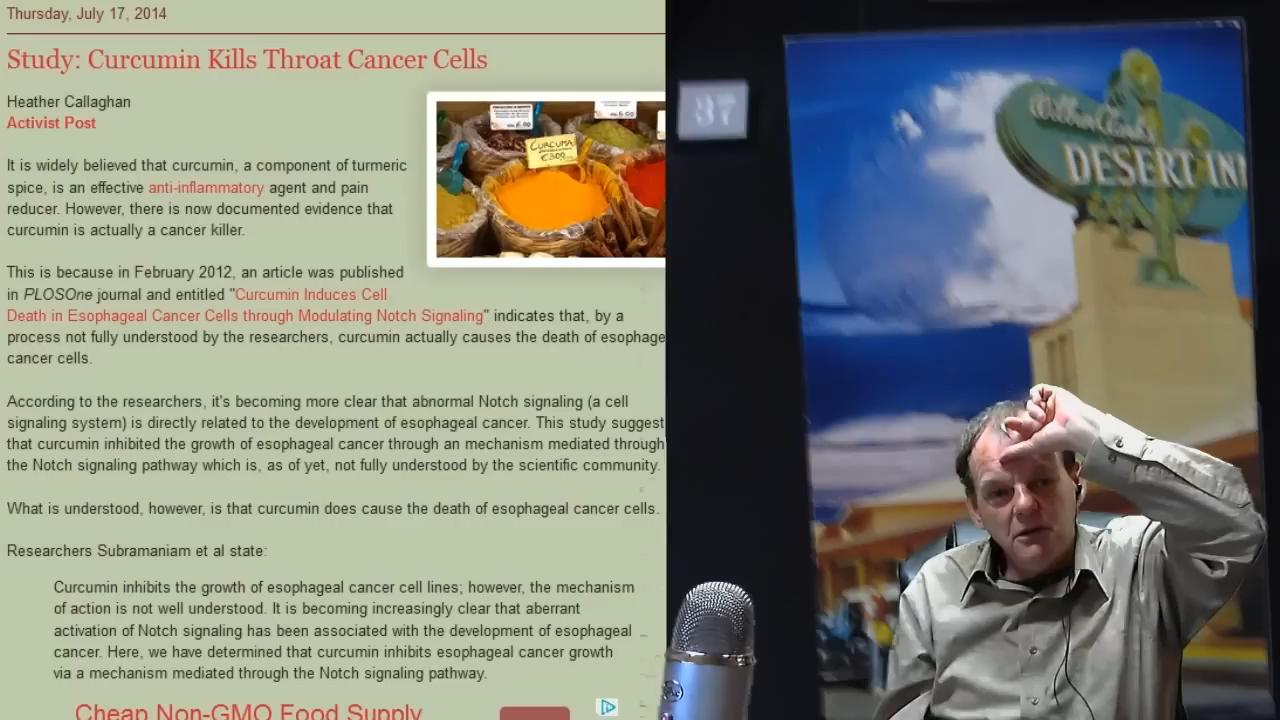 Thursday, July 17, 2014
Study: Curcumin Kills Throat Cancer Cells
Heather Callaghan
Activist Post
It is widely believed that curcumin, a component of turmeric
spice, is an effective anti-inflammatory agent and pain
reducer. However, there is now documented evidence that
curcumin is actually a cancer killer.
This is because in February 2012, an article was published
in PLOSOne journal and entitled "Curcumin Induces Cell
Death in Esophageal Cancer Cells through Modulating Notch Signaling" indicates that, by a
process not fully understood by the researchers, curcumin actually causes the death of esophage
cancer cells.
According to the researchers, it's becoming more clear that abnormal Notch signaling (a cell
signaling system) is directly related to the development of esophageal cancer. This study suggest
that curcumin inhibited the growth of esophageal cancer through an mechanism mediated through
the Notch signaling pathway which is, as of yet, not fully understood by the scientific community.
What is understood, however, is that curcumin does cause the death of esophageal cancer cells.
Researchers Subramaniam et al state:
Curcumin inhibits the growth of esophageal cancer cell lines; however, the mechanism
of action is not well understood. It is becoming increasingly clear that aberrant
activation of Notch signaling has been associated with the development of esophageal
cancer. Here, we have determined that curcumin inhibits esophageal cancer growth
via a mechanism mediated through the Notch signaling pathway.
Cheap Non-GMO Food Supply
CURCUMA
37
Wilbur Clark's
DESERT INN